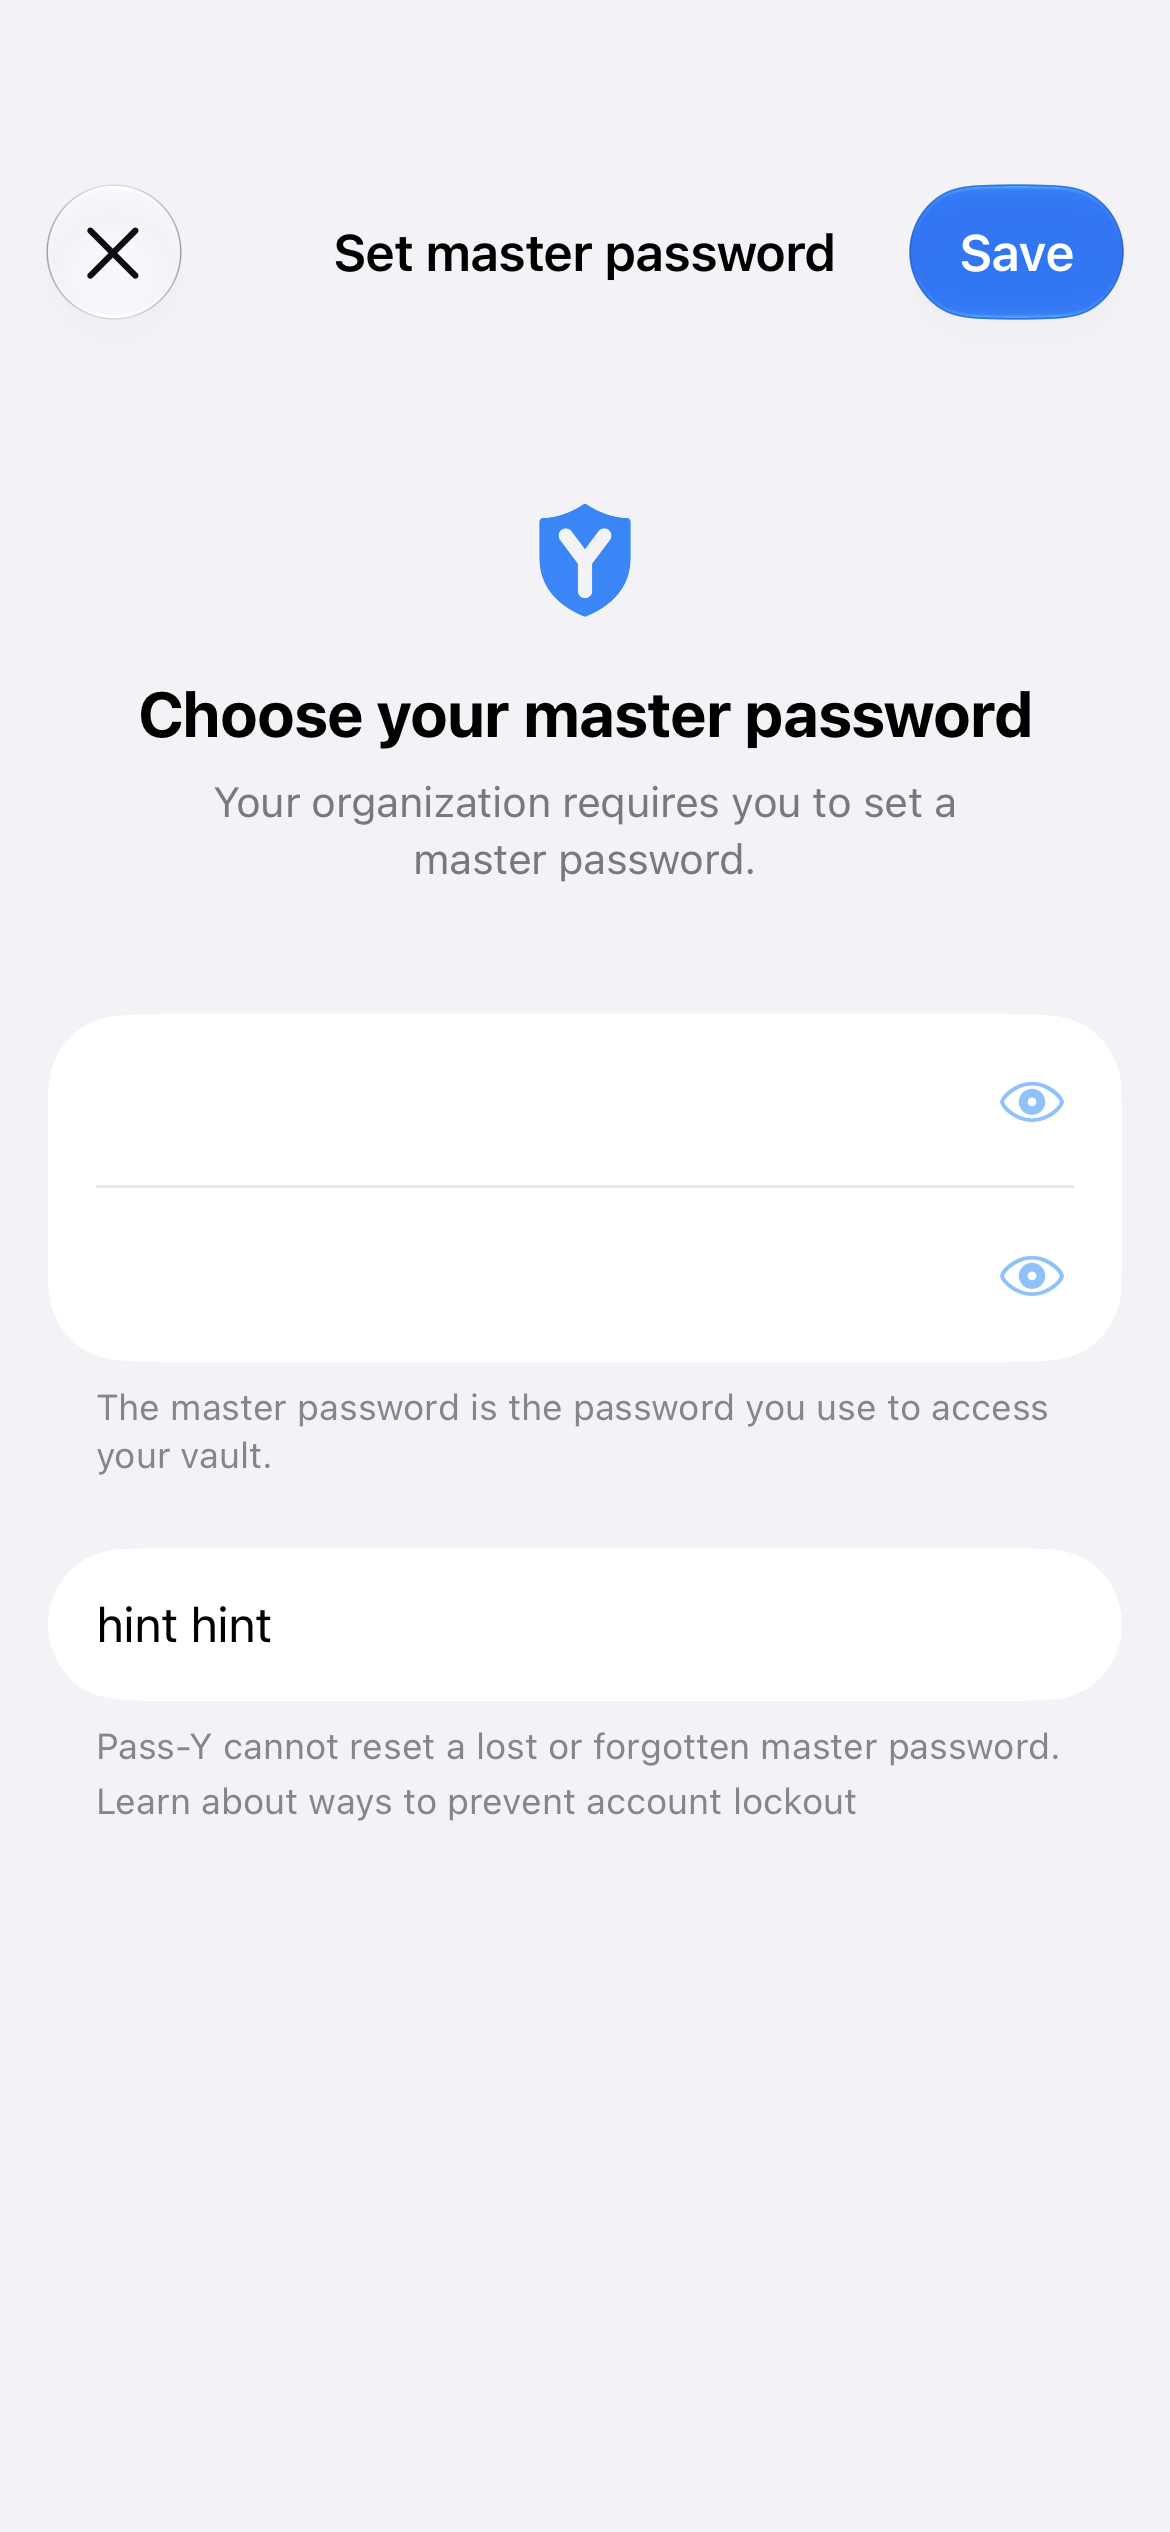 Set master password
Save
Y
Choose your master password
Your organization requires you to set a
master password.
The master password is the password you use to access
your vault.
hint hint
Pass-Y cannot reset a lost or forgotten master password.
Learn about ways to prevent account lockout